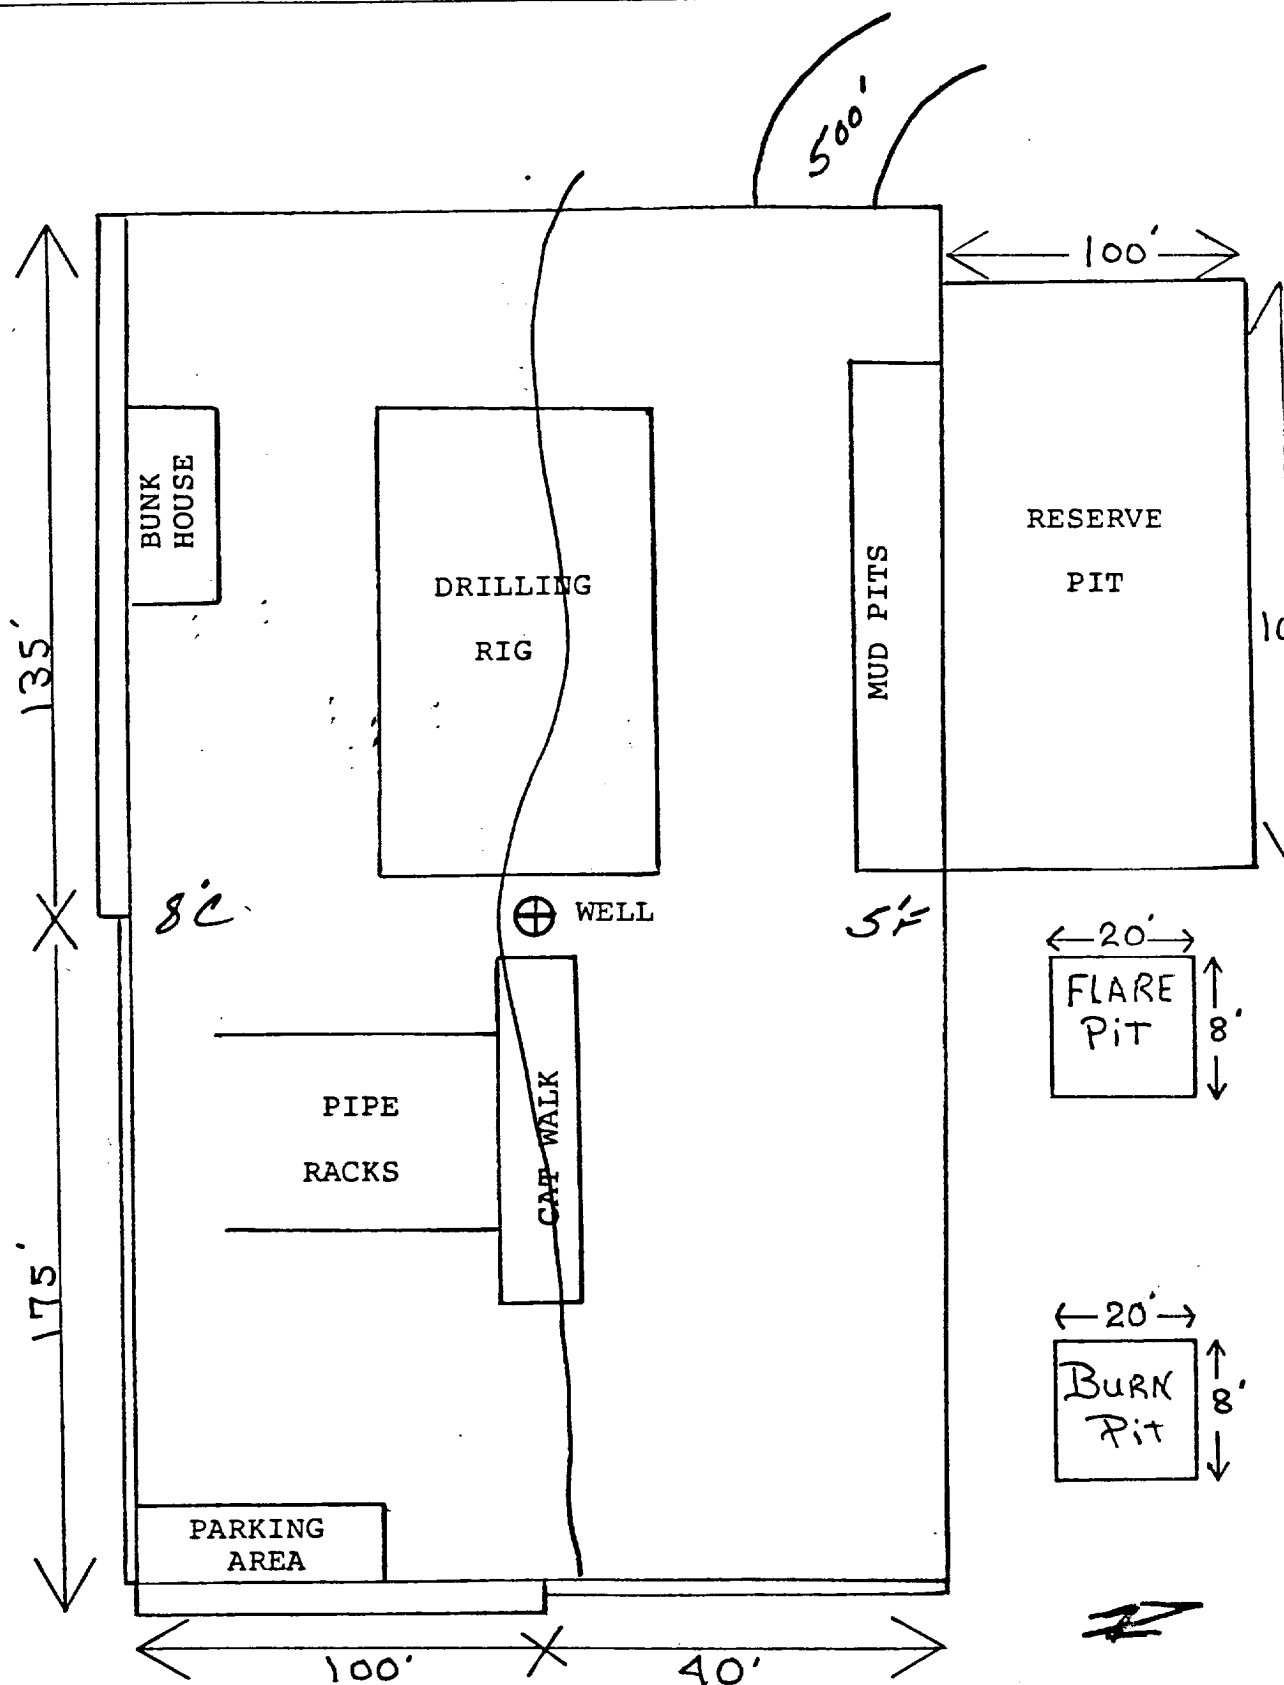 500'
100'
BUNK
HOUSE
DRILLING
RIG
MUD PITS
RESERVE
PIT
135'
8'C
WELL
5'F
20'
FLARE
PiT
8'
PIPE
RACKS
CAT WALK
175'
20'
BURN
Pit
8'
PARKING
AREA
100'
40'